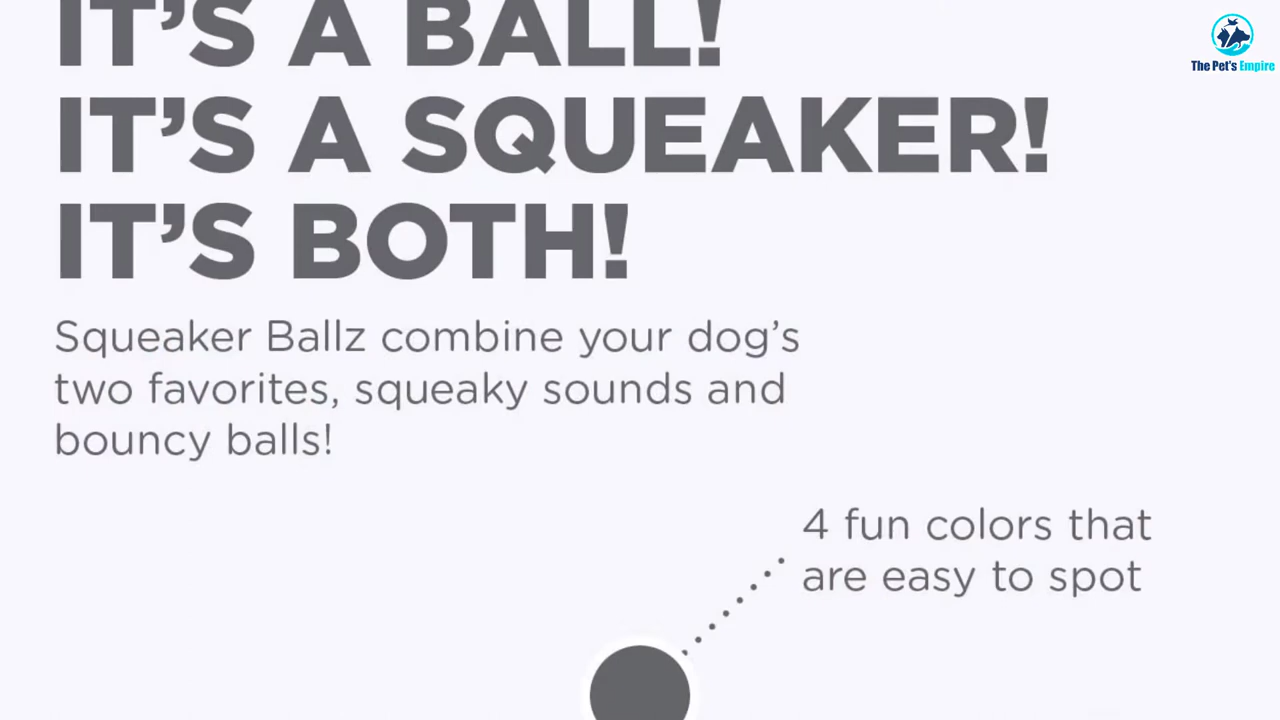 IT'S A BALL!
IT'S A SQUEAKER!
IT'S BOTH!
Squeaker Ballz combine your dog's
two favorites, squeaky sounds and
bouncy balls!
4 fun colors that
are easy to spot
The Pet's Empire